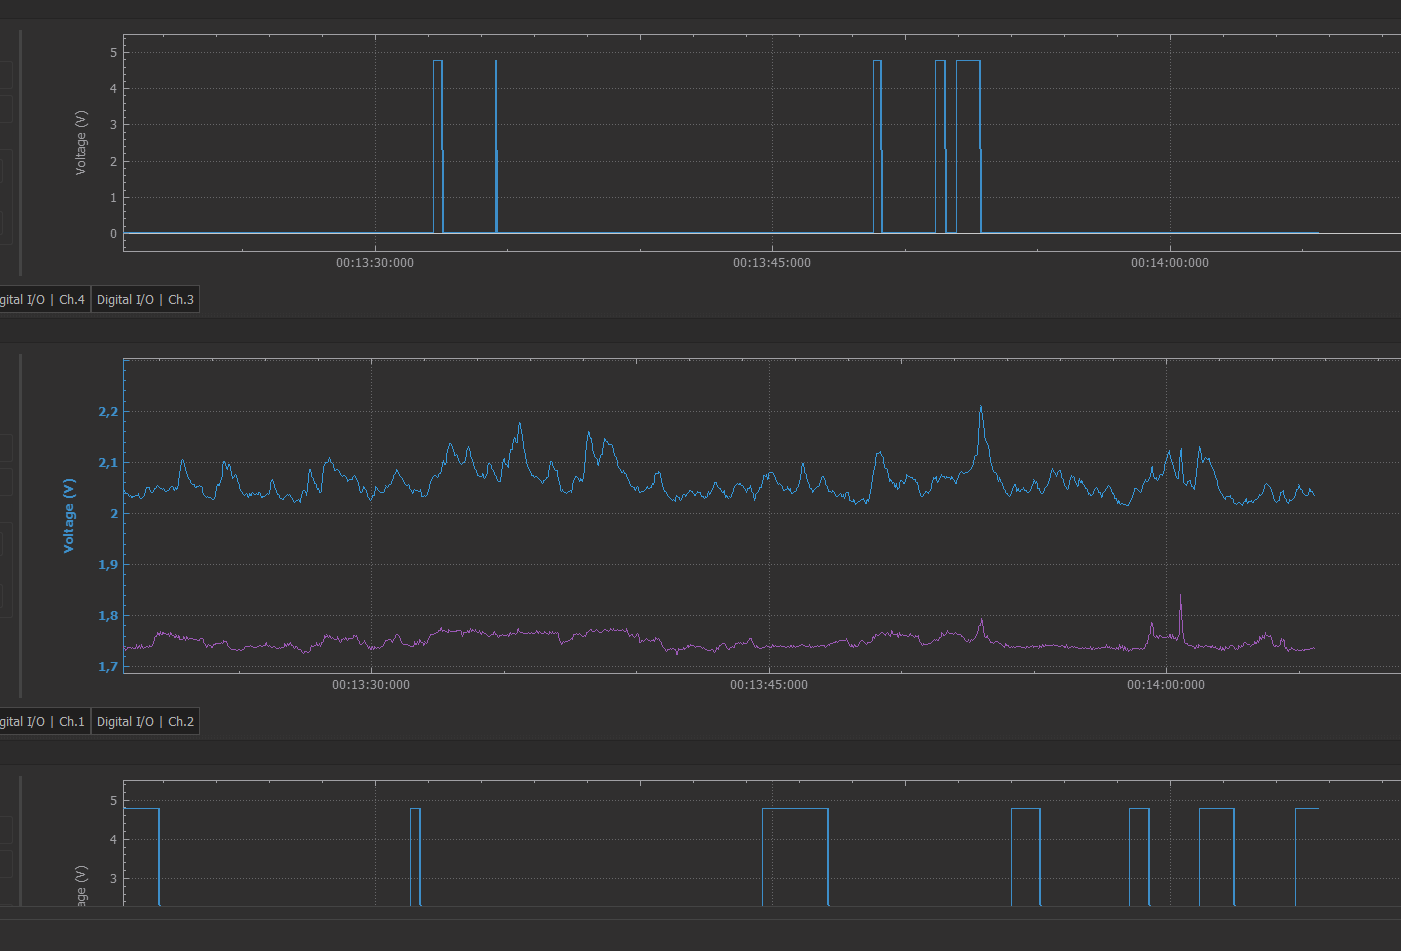 5
4
3
2
1
0
Voltage (V)
00:13:30:000 00:13:45:000 00:14:00:000
gital I/O | Ch.4 Digital I/O | Ch.3
2,2
2,1
2
1,9
1,8
1,7
Voltage (V)
00:13:30:000 00:13:45:000 00:14:00:000
gital I/O | Ch.1 Digital I/O | Ch.2
5
4
3
age (V)